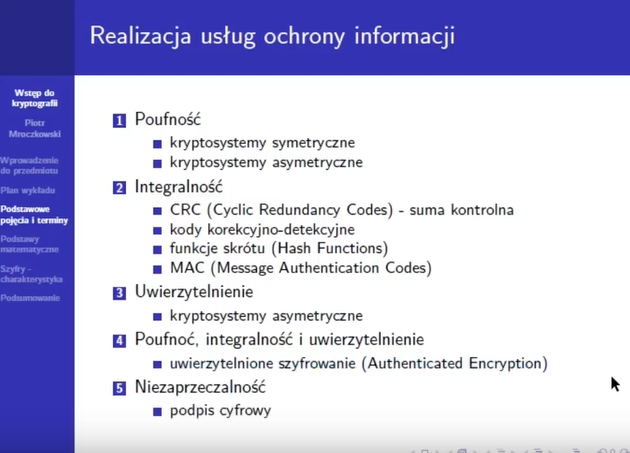 Realizacja usług ochrony informacji
Wstęp do
kryptografii
Piotr
Mroczkowski
Wprowadzenie
do przedmiotu
Plan wykładu
Podstawowe
pojęcia i terminy
Podstawy
matematyczne
Szyfry -
charakterystyka
Podsumowanie
1 Poufność
kryptosystemy symetryczne
kryptosystemy asymetryczne
2 Integralność
CRC (Cyclic Redundancy Codes) - suma kontrolna
kody korekcyjno-detekcyjne
funkcje skrótu (Hash Functions)
MAC (Message Authentication Codes)
3 Uwierzytelnienie
kryptosystemy asymetryczne
4 Poufnoć, integralność i uwierzytelnienie
uwierzytelnione szyfrowanie (Authenticated Encryption)
5 Niezaprzeczalność
podpis cyfrowy